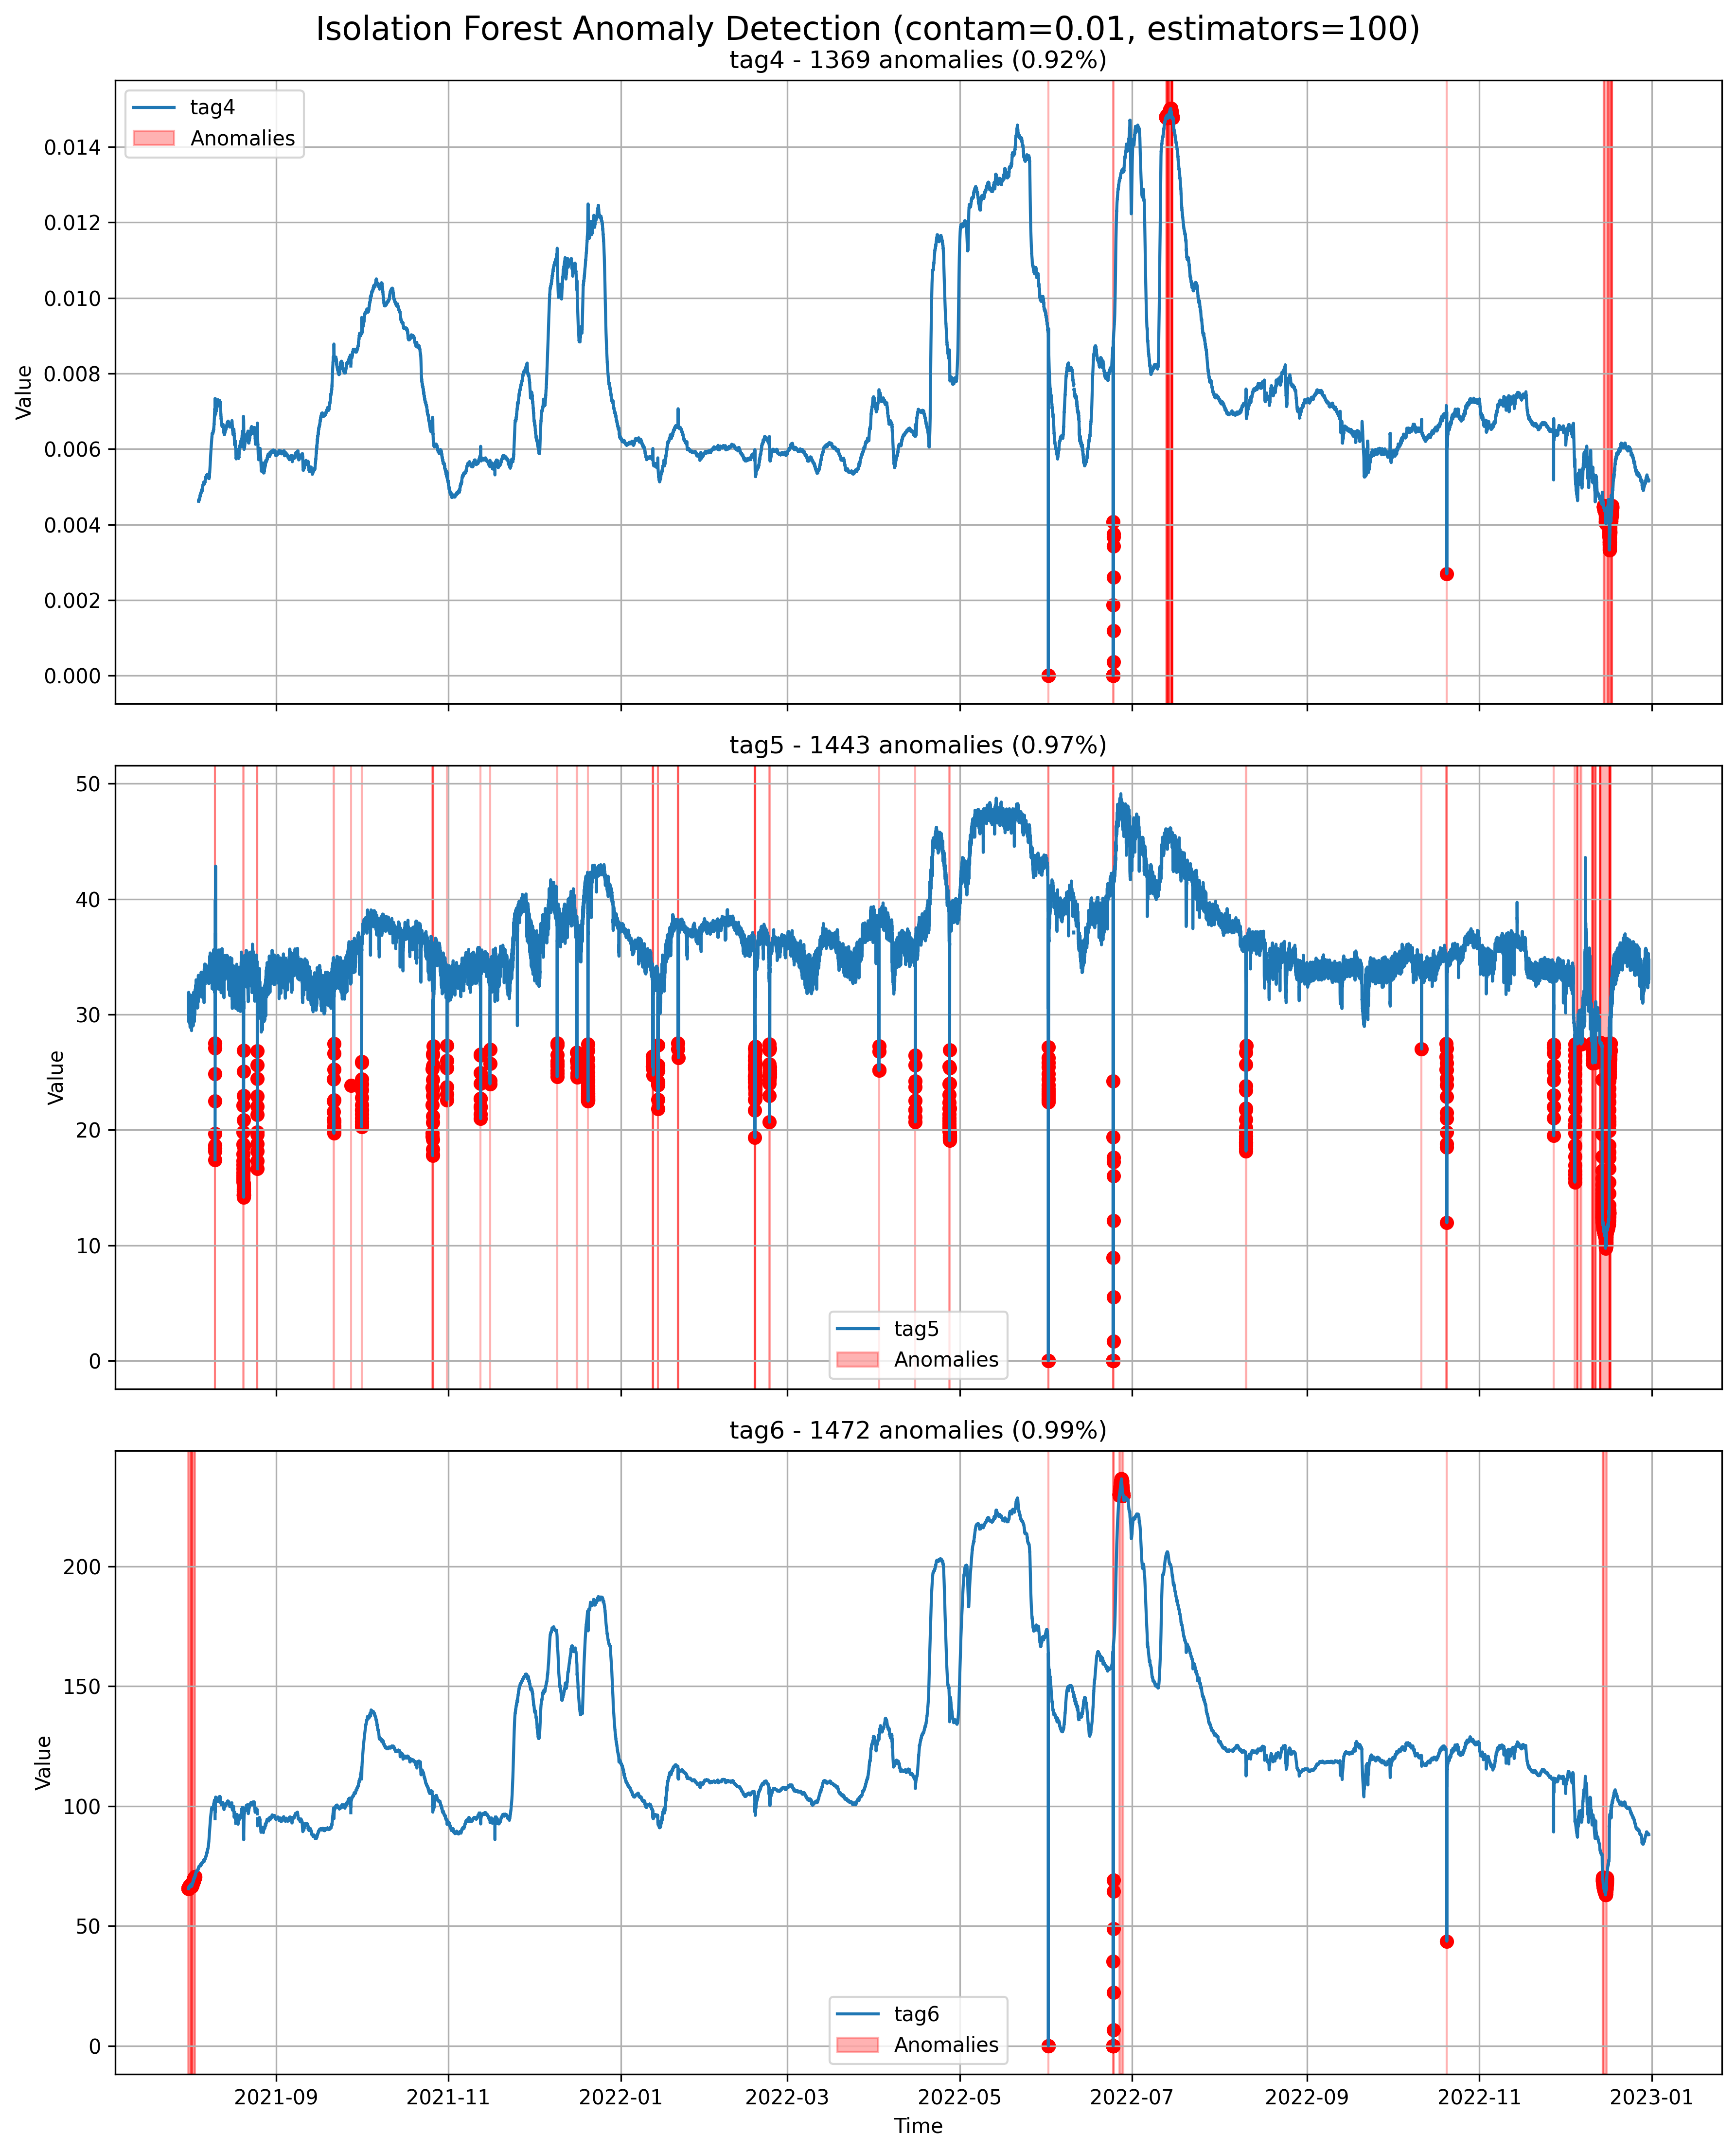 Isolation Forest Anomaly Detection (contam=0.01, estimators=100)
tag4 - 1369 anomalies (0.92%)
tag4
Anomalies
0.014
0.012
0.010
0.008
0.006
0.004
0.002
0.000
Value
tag5 - 1443 anomalies (0.97%)
50
40
30
20
10
0
Value
tag5
Anomalies
tag6 - 1472 anomalies (0.99%)
200
150
100
50
0
Value
tag6
Anomalies
2021-09 2021-11 2022-01 2022-03 2022-05 2022-07 2022-09 2022-11 2023-01
Time